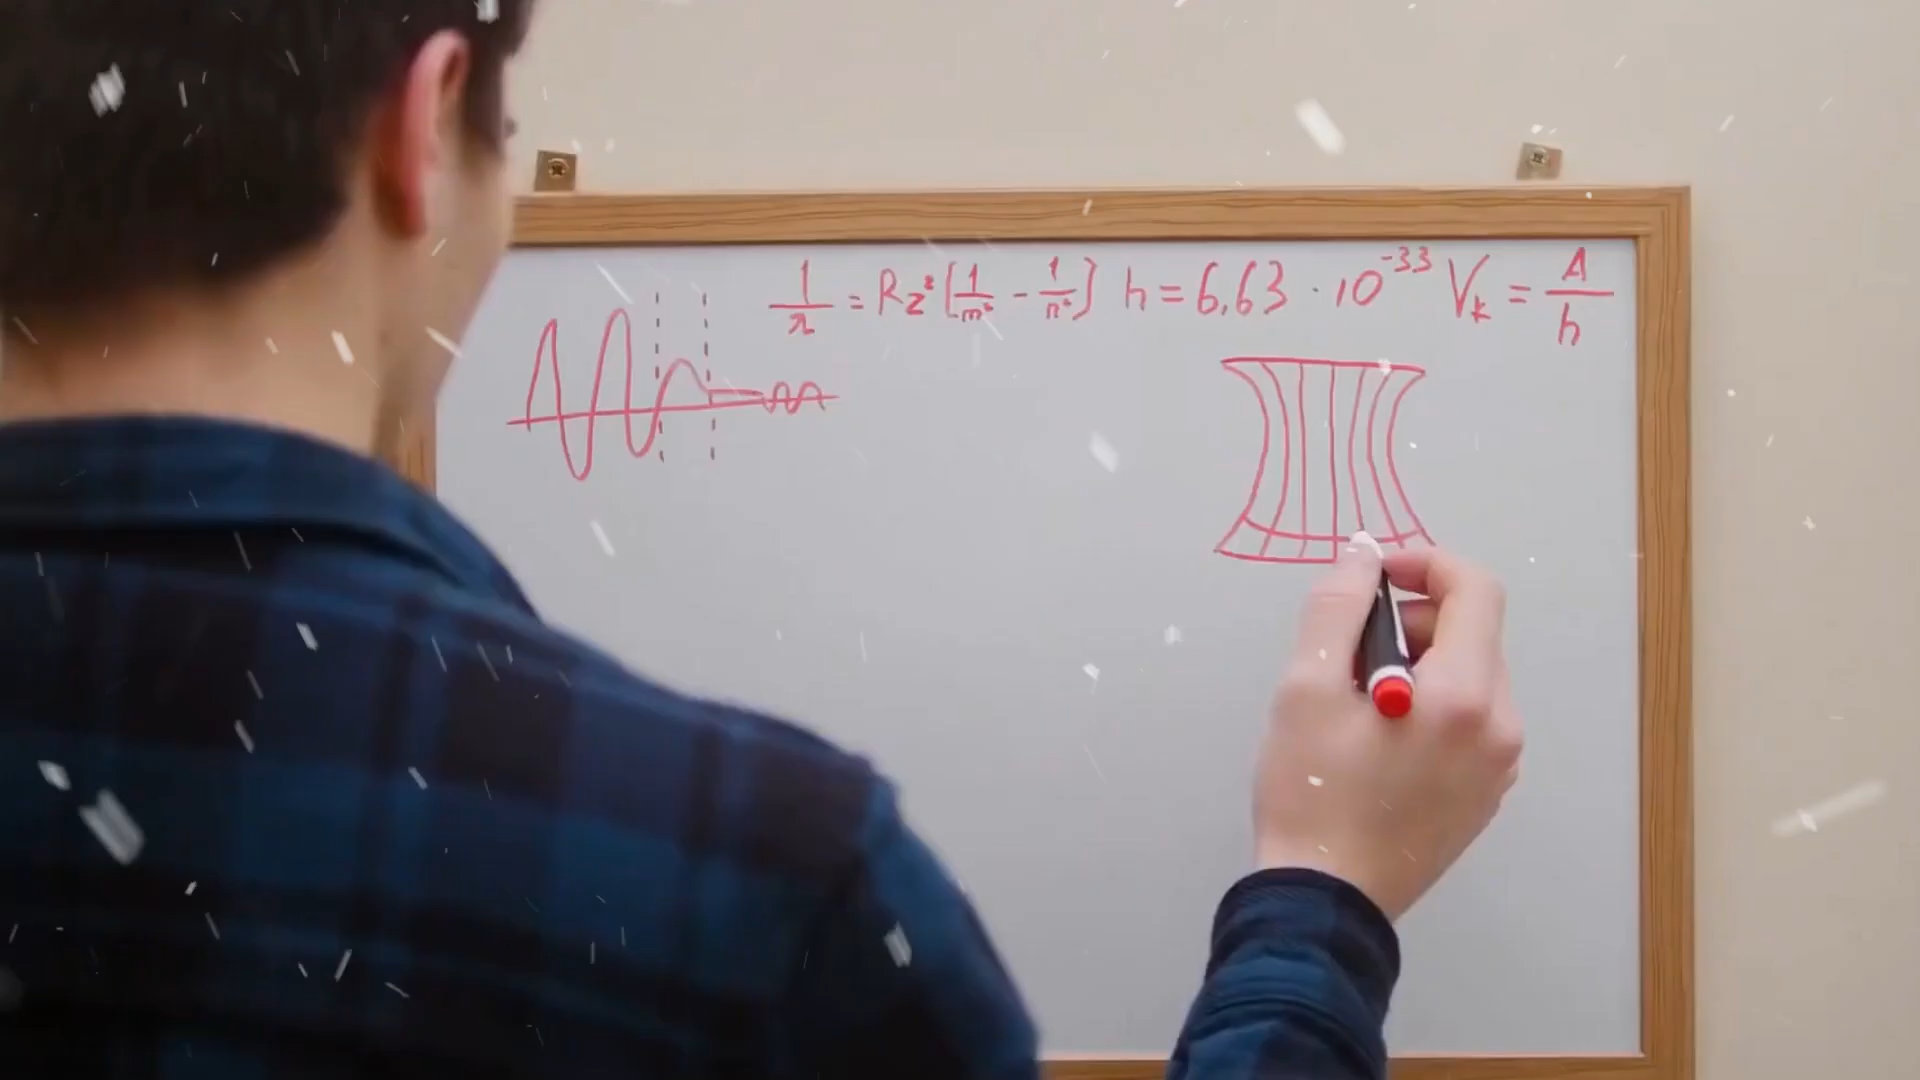 1/λ = Rz²[1/m² - 1/n²] h = 6,63 · 10⁻³³ Vₖ = A/h